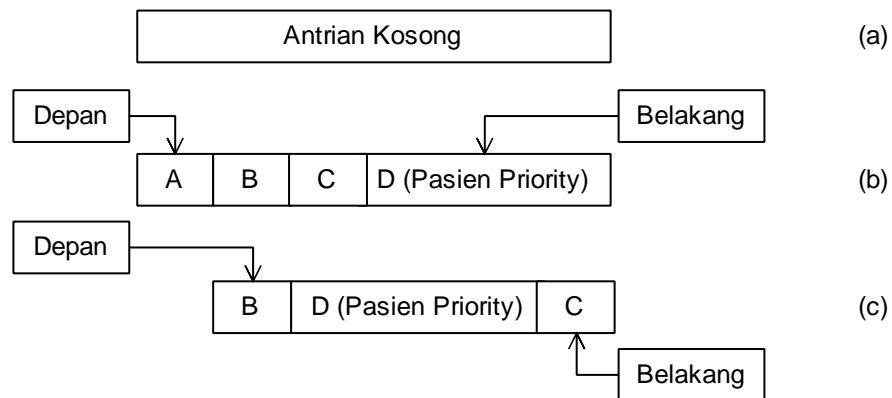 Antrian Kosong (a)
Depan Belakang
A B C D (Pasien Priority) (b)
Depan
B D (Pasien Priority) C (c)
Belakang